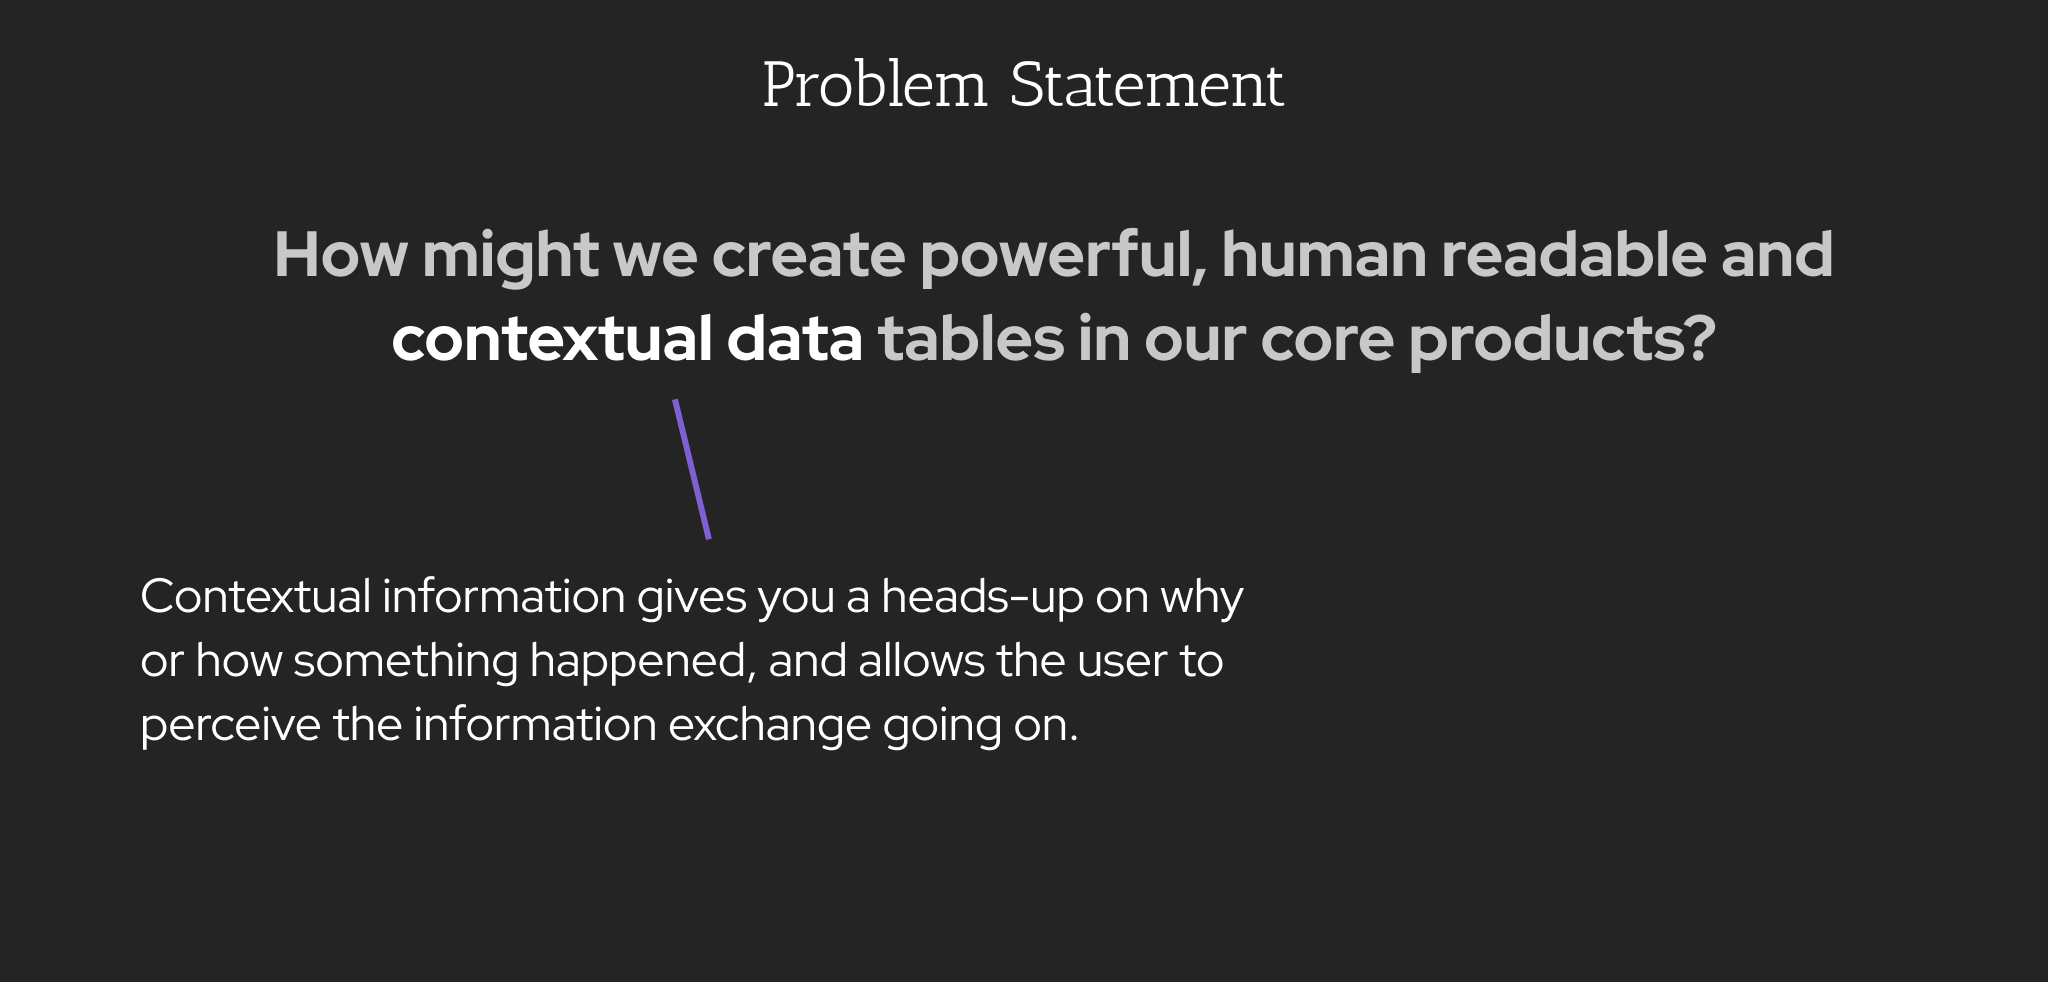 Problem Statement
How might we create powerful, human readable and
contextual data tables in our core products?
Contextual information gives you a heads-up on why
or how something happened, and allows the user to
perceive the information exchange going on.